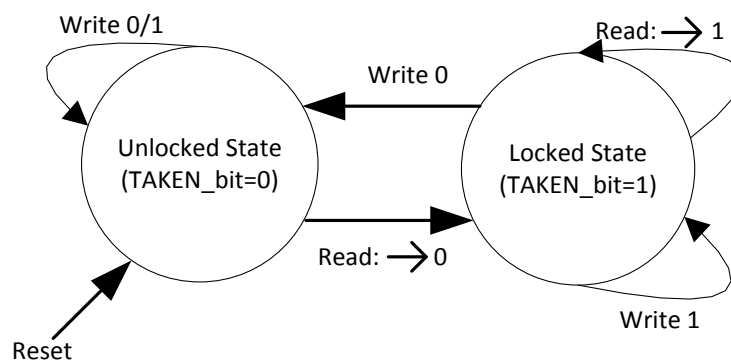 Write 0/1
Read: → 1
Write 0
Unlocked State
(TAKEN_bit=0)
Locked State
(TAKEN_bit=1)
Read: → 0
Write 1
Reset